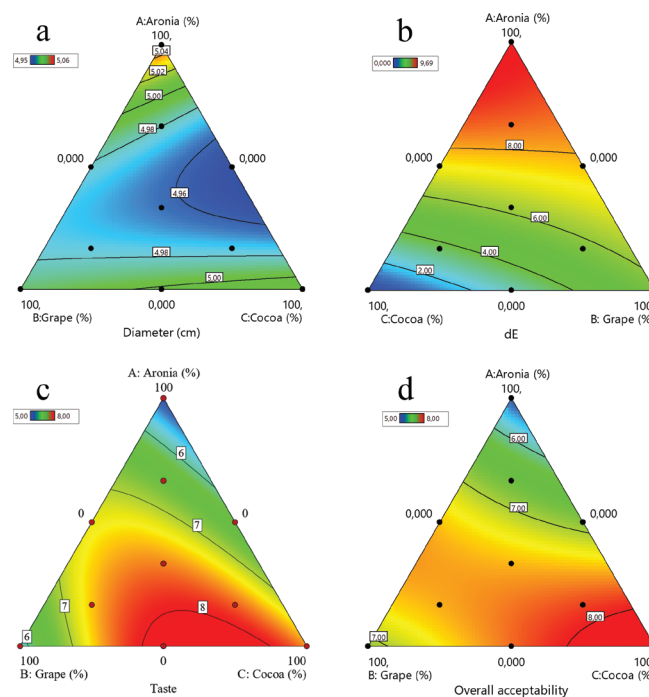 a
A:Aronia (%)
100,
4,95 5,06
5.04
5.02
5.00
4.98
0,000 0,000
4.96
4.98
5.00
100, 0,000 100,
B:Grape (%) C:Cocoa (%)
Diameter (cm)
b
A:Aronia (%)
100,
0,000 9,69
8.00
0,000 0,000
6.00
4.00
2.00
100, 0,000 100,
C:Cocoa (%) B: Grape (%)
dE
c
A: Aronia (%)
100
5,00 8,00
6
0 0
7
7
8
6
100 0 100
B: Grape (%) C: Cocoa (%)
Taste
d
A:Aronia (%)
100,
5,00 8,00
6.00
7.00
0,000 0,000
8.00
7.00
100, 0,000 100,
B: Grape (%) C:Cocoa (%)
Overall acceptability